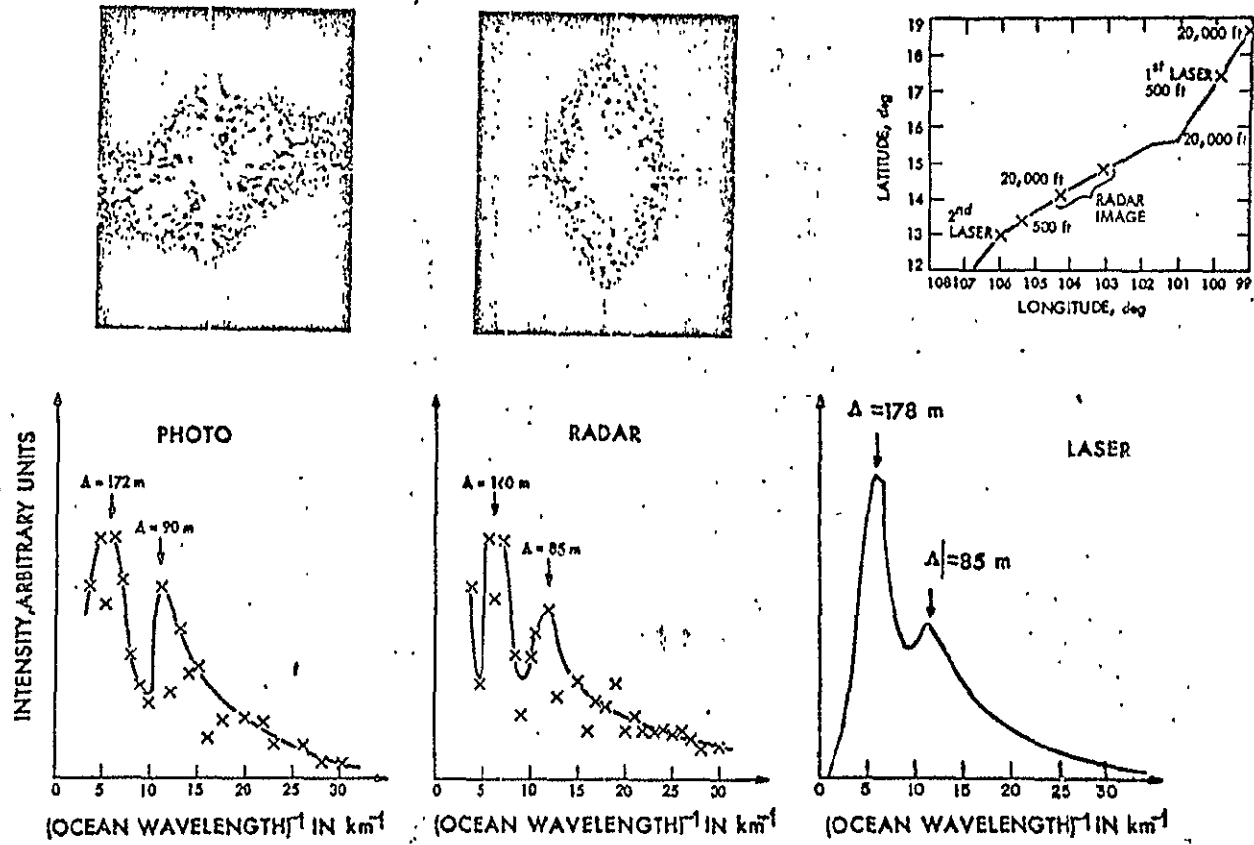 19
18
17
16
15
14
13
12
LATITUDE, deg
20,000 ft
1st LASER
500 ft
20,000 ft
20,000 ft
RADAR
IMAGE
2nd
LASER
500 ft
108 107 106 105 104 103 102 101 100 99
LONGITUDE, deg
INTENSITY, ARBITRARY UNITS
PHOTO
Λ = 172 m
Λ = 90 m
0 5 10 15 20 25 30
(OCEAN WAVELENGTH)⁻¹ IN km⁻¹
RADAR
Λ = 160 m
Λ = 85 m
0 5 10 15 20 25 30
(OCEAN WAVELENGTH)⁻¹ IN km⁻¹
LASER
Λ = 178 m
Λ = 85 m
0 5 10 15 20 25 30
(OCEAN WAVELENGTH)⁻¹ IN km⁻¹